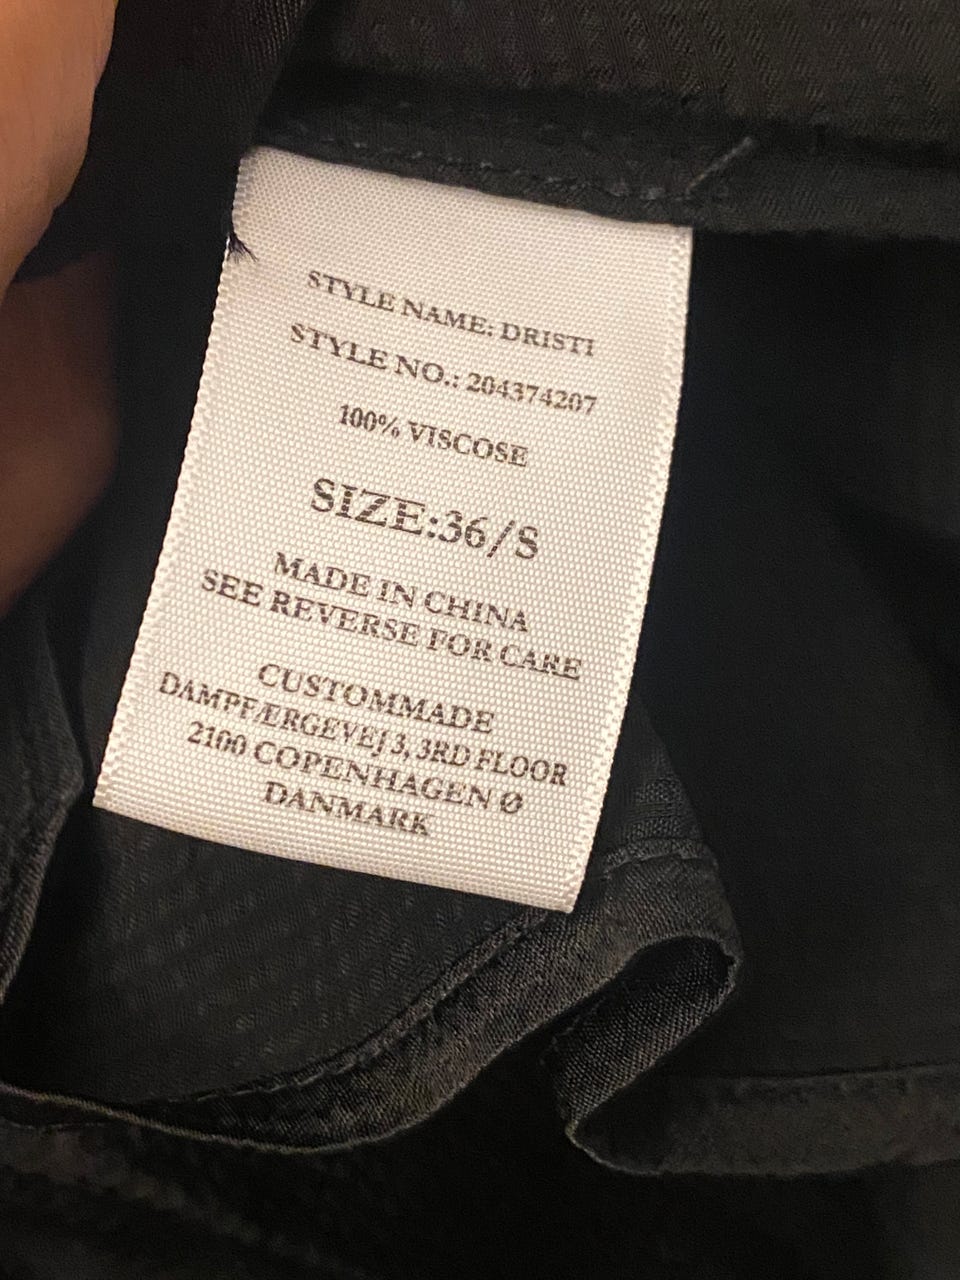 STYLE NAME: DRISTI
STYLE NO.: 204374207
100% VISCOSE
SIZE:36/S
MADE IN CHINA
SEE REVERSE FOR CARE
CUSTOMMADE
DAMPFÆRGEVEJ 3, 3RD FLOOR
2100 COPENHAGEN Ø
DANMARK